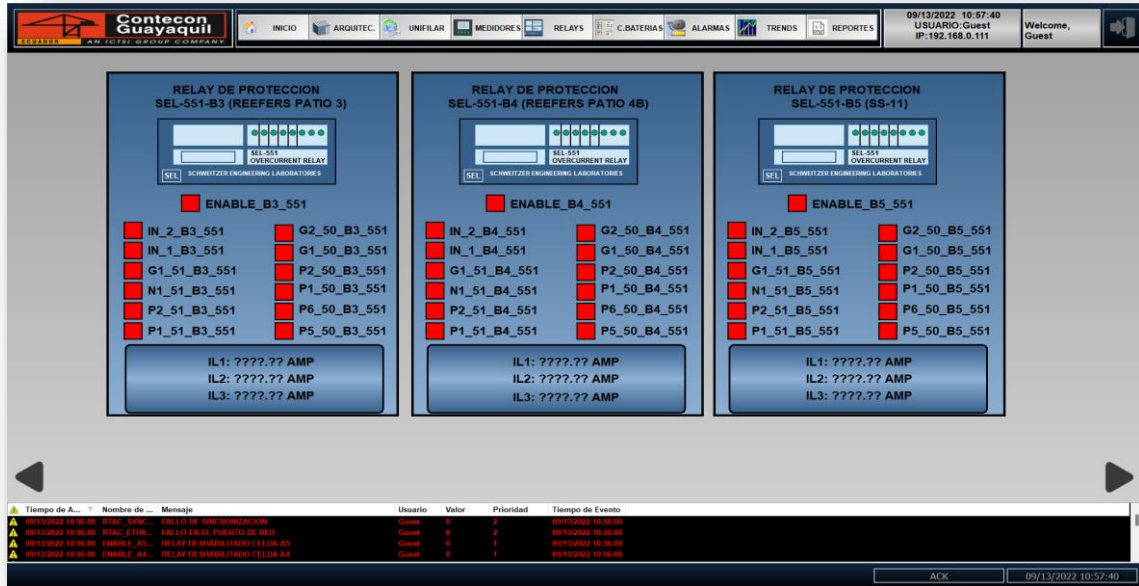 Contecon
Guayaquil
ECUADOR AN ICTSI GROUP COMPANY
INICIO ARQUITEC. UNIFILAR MEDIDORES RELAYS C.BATERIAS ALARMAS TRENDS REPORTES
09/13/2022 10:57:40
USUARIO:Guest
IP:192.168.0.111
Welcome,
Guest
RELAY DE PROTECCION
SEL-551-B3 (REEFERS PATIO 3)
SEL-551
OVERCURRENT RELAY
SEL SCHWEITZER ENGINEERING LABORATORIES
ENABLE_B3_551
IN_2_B3_551 G2_50_B3_551
IN_1_B3_551 G1_50_B3_551
G1_51_B3_551 P2_50_B3_551
N1_51_B3_551 P1_50_B3_551
P2_51_B3_551 P6_50_B3_551
P1_51_B3_551 P5_50_B3_551
IL1: ????.?? AMP
IL2: ????.?? AMP
IL3: ????.?? AMP
RELAY DE PROTECCION
SEL-551-B4 (REEFERS PATIO 4B)
SEL-551
OVERCURRENT RELAY
SEL SCHWEITZER ENGINEERING LABORATORIES
ENABLE_B4_551
IN_2_B4_551 G2_50_B4_551
IN_1_B4_551 G1_50_B4_551
G1_51_B4_551 P2_50_B4_551
N1_51_B4_551 P1_50_B4_551
P2_51_B4_551 P6_50_B4_551
P1_51_B4_551 P5_50_B4_551
IL1: ????.?? AMP
IL2: ????.?? AMP
IL3: ????.?? AMP
RELAY DE PROTECCION
SEL-551-B5 (SS-11)
SEL-551
OVERCURRENT RELAY
SEL SCHWEITZER ENGINEERING LABORATORIES
ENABLE_B5_551
IN_2_B5_551 G2_50_B5_551
IN_1_B5_551 G1_50_B5_551
G1_51_B5_551 P2_50_B5_551
N1_51_B5_551 P1_50_B5_551
P2_51_B5_551 P6_50_B5_551
P1_51_B5_551 P5_50_B5_551
IL1: ????.?? AMP
IL2: ????.?? AMP
IL3: ????.?? AMP
Tiempo de A... Nombre de ... Mensaje Usuario Valor Prioridad Tiempo de Evento
09/13/2022 10:56:00 RTAC_SYNC... FALLO DE SINCRONIZACION Guest 0 2 09/13/2022 10:56:00
09/13/2022 10:56:00 RTAC_ETH0... FALLO EN EL PUERTO DE RED Guest 0 2 09/13/2022 10:56:00
09/13/2022 10:56:00 ENABLE_A5... RELAY DESHABILITADO CELDA A5 Guest 0 1 09/13/2022 10:56:00
09/13/2022 10:56:00 ENABLE_A4... RELAY DESHABILITADO CELDA A4 Guest 0 1 09/13/2022 10:56:00
ACK 09/13/2022 10:57:40